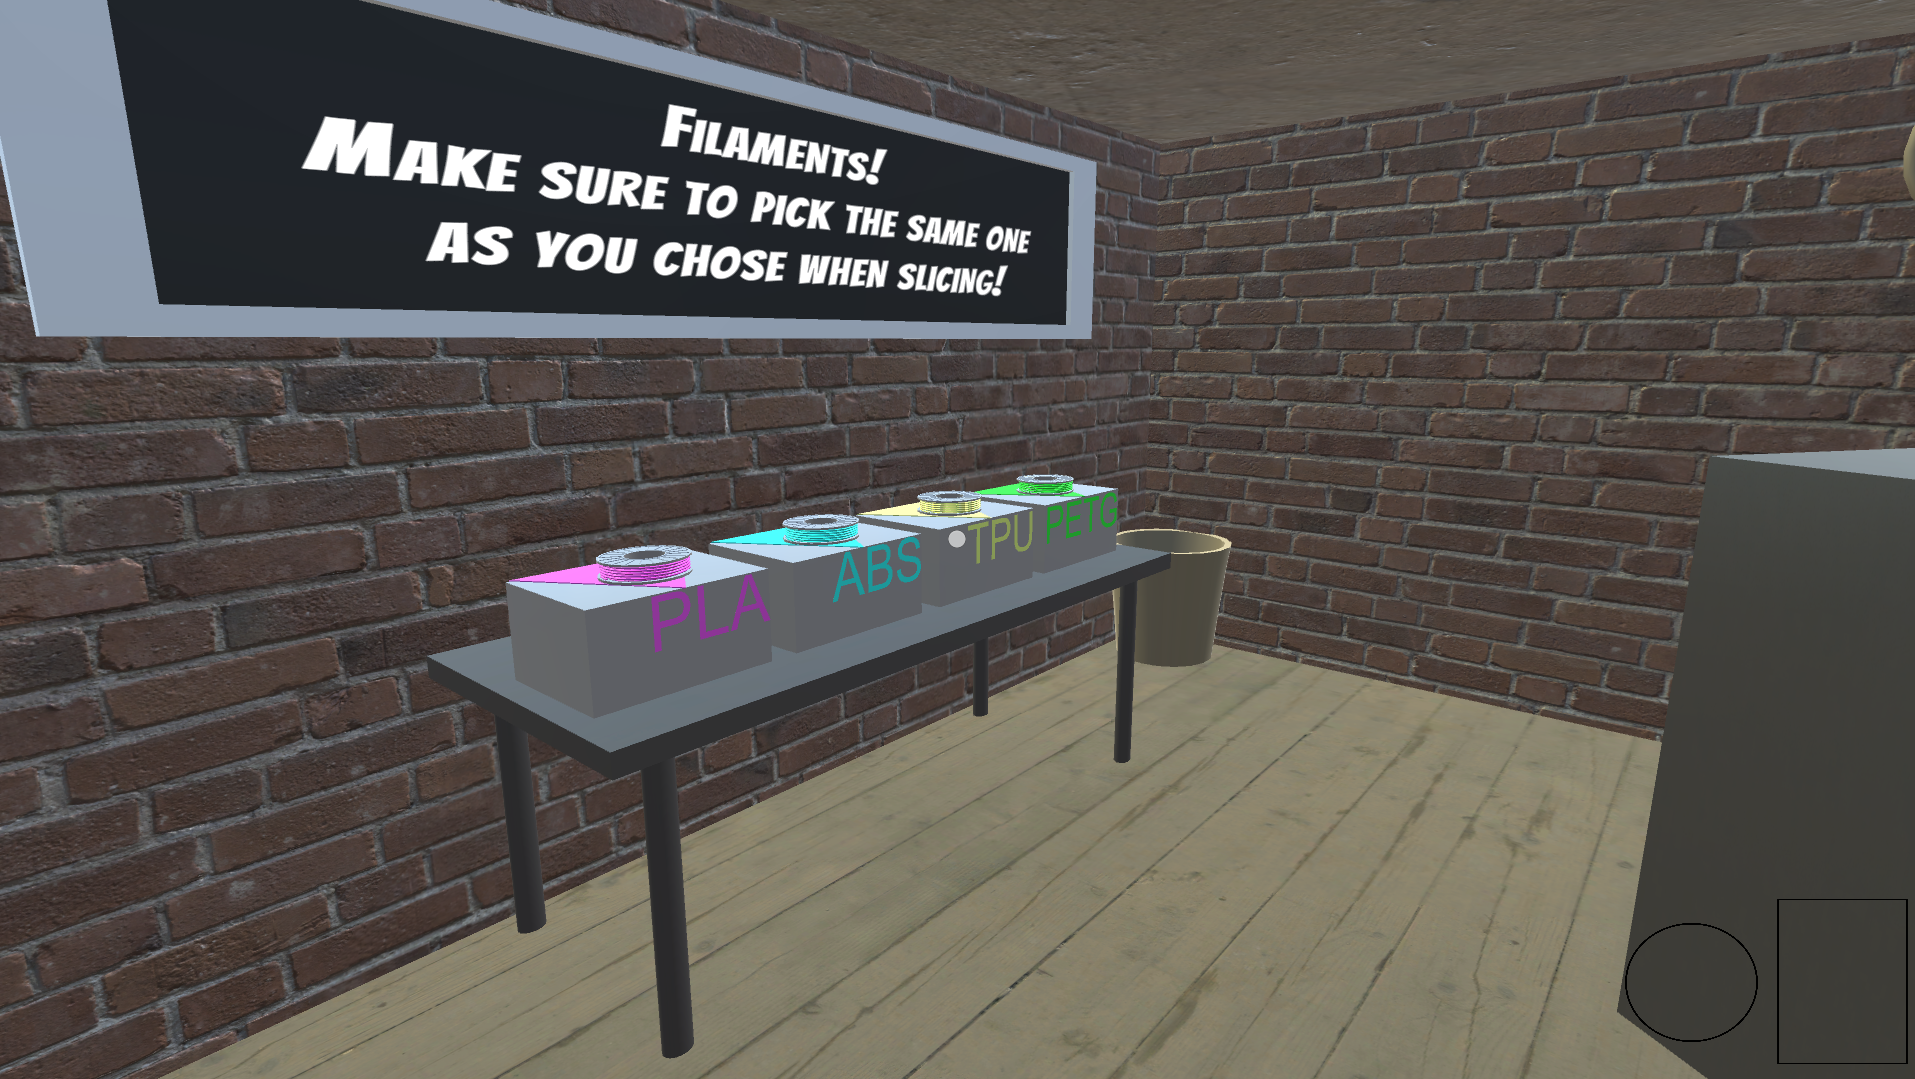 FILAMENTS!
MAKE SURE TO PICK THE SAME ONE
AS YOU CHOSE WHEN SLICING!
PLA
ABS
TPU
PETG